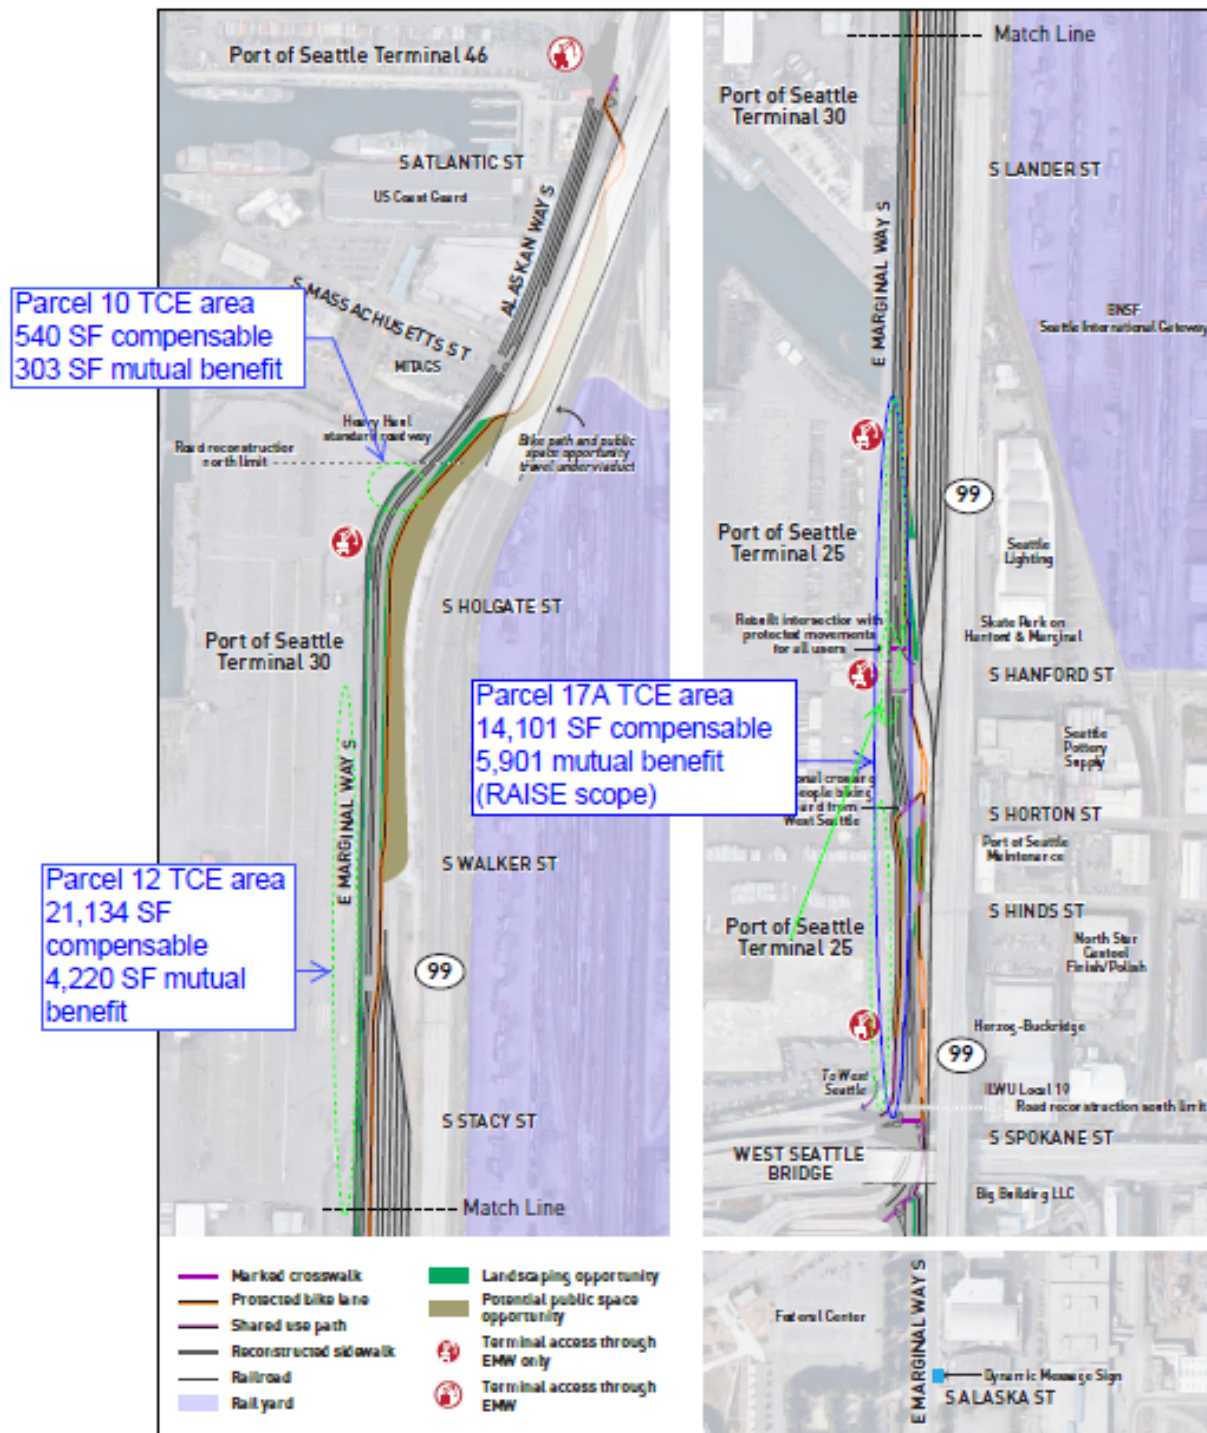 Port of Seattle Terminal 46
S ATLANTIC ST
US Coast Guard
ALASKAN WAY S
S MASSACHUSETTS ST
MITAGS
Parcel 10 TCE area
540 SF compensable
303 SF mutual benefit
Heavy Haul
standard roadway
Road reconstruction
north limit
Bike path and public
space opportunity
travel under viaduct
S HOLGATE ST
Port of Seattle
Terminal 30
E MARGINAL WAY S
S WALKER ST
Parcel 12 TCE area
21,134 SF
compensable
4,220 SF mutual
benefit
99
S STACY ST
Match Line
Match Line
Port of Seattle
Terminal 30
S LANDER ST
E MARGINAL WAY S
BNSF
Seattle International Gateway
99
Port of Seattle
Terminal 25
Seattle
Lighting
Rebuilt intersection with
protected movements
for all users
Skate Park on
Hanford & Marginal
S HANFORD ST
Parcel 17A TCE area
14,101 SF compensable
5,901 mutual benefit
(RAISE scope)
Seattle
Pottery
Supply
onal crossing
people biking
and from
West Seattle
S HORTON ST
Port of Seattle
Maintenance
S HINDS ST
Port of Seattle
Terminal 25
North Star
Casteel
Finish/Polish
Herzog-Buckridge
99
To West
Seattle
ILWU Local 19
Road reconstruction south limit
S SPOKANE ST
WEST SEATTLE
BRIDGE
Big Building LLC
Marked crosswalk
Protected bike lane
Shared use path
Reconstructed sidewalk
Railroad
Rail yard
Landscaping opportunity
Potential public space
opportunity
Terminal access through
EMW only
Terminal access through
EMW
Federal Center
E MARGINAL WAY S
Dynamic Message Sign
S ALASKA ST